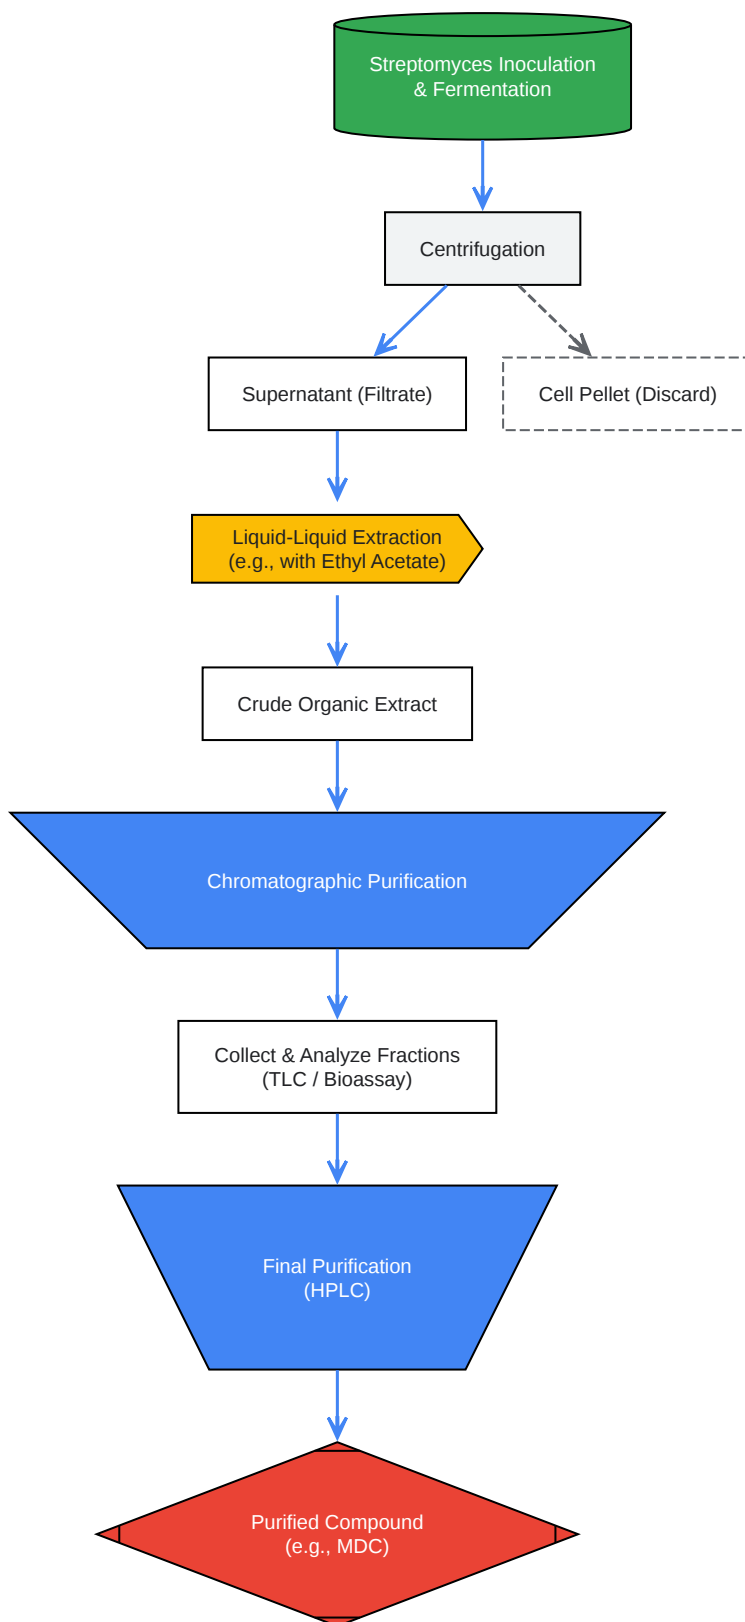 Streptomyces Inoculation
& Fermentation
Centrifugation
Supernatant (Filtrate)
Cell Pellet (Discard)
Liquid-Liquid Extraction
(e.g., with Ethyl Acetate)
Crude Organic Extract
Chromatographic Purification
Collect & Analyze Fractions
(TLC / Bioassay)
Final Purification
(HPLC)
Purified Compound
(e.g., MDC)